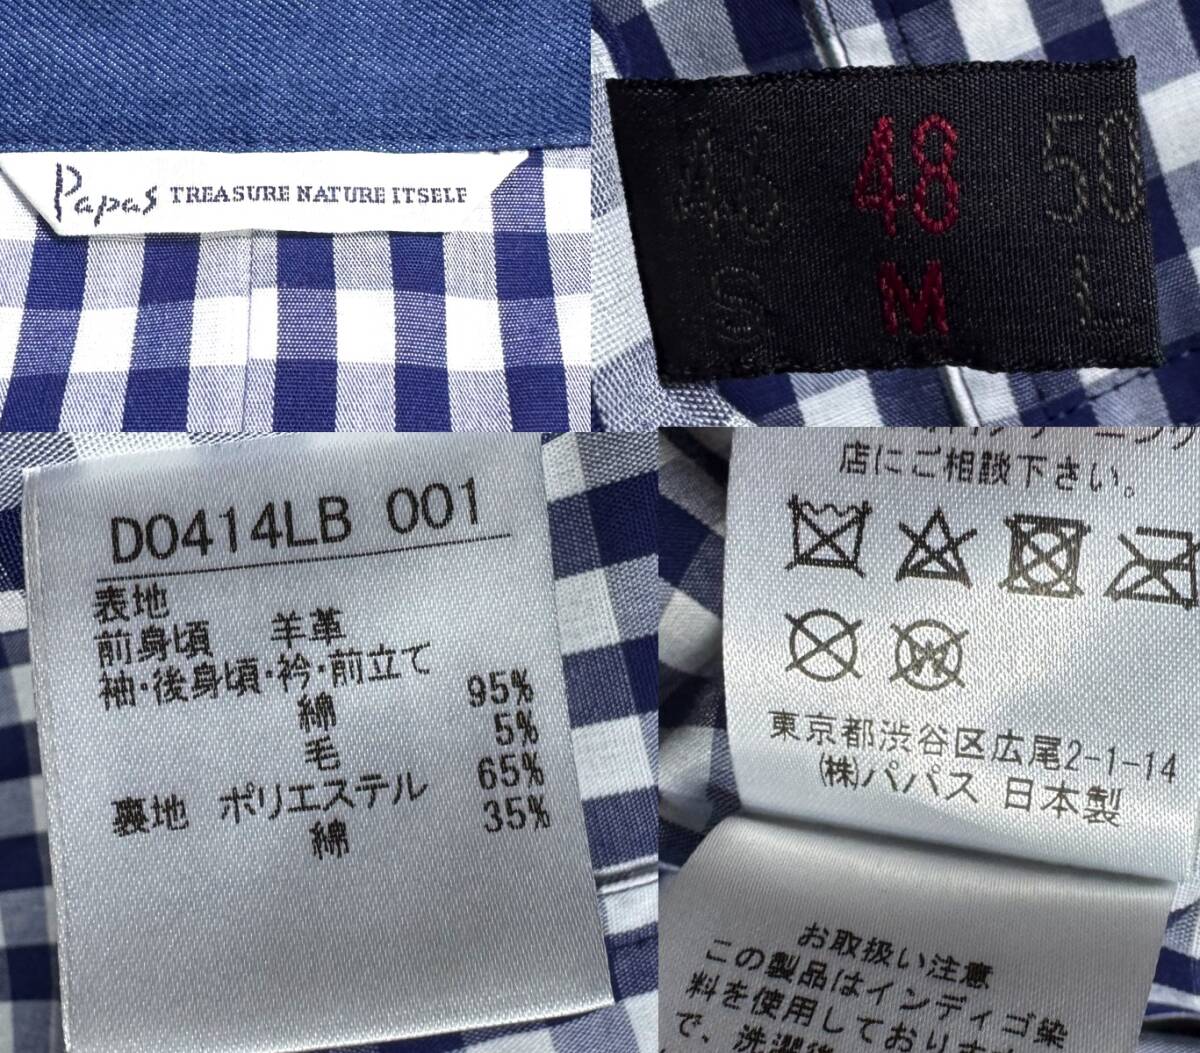 Papas TREASURE NATURE ITSELF
48 50
S M L
D0414LB 001
表地
前身頃 羊革
袖・後身頃・衿・前立て
綿 95%
毛 5%
裏地 ポリエステル 65%
綿 35%
店にご相談下さい。
W
東京都渋谷区広尾2-1-14
(株)パパス 日本製
お取扱い注意
この製品はインディゴ染
料を使用しております
で、洗濯後